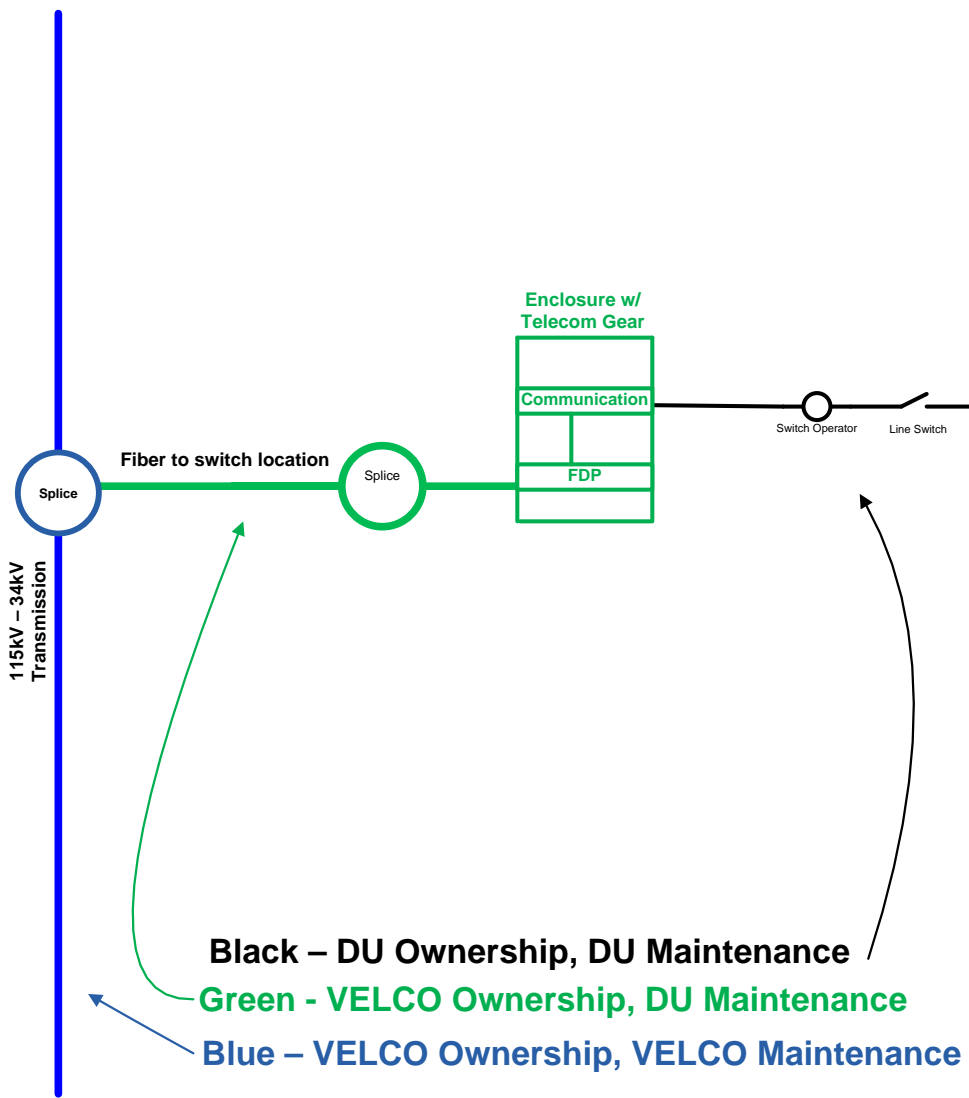 Enclosure w/
Telecom Gear
Communication
Switch Operator
Line Switch
Fiber to switch location
Splice
Splice
FDP
115kV – 34kV
Transmission
Black – DU Ownership, DU Maintenance
Green - VELCO Ownership, DU Maintenance
Blue – VELCO Ownership, VELCO Maintenance